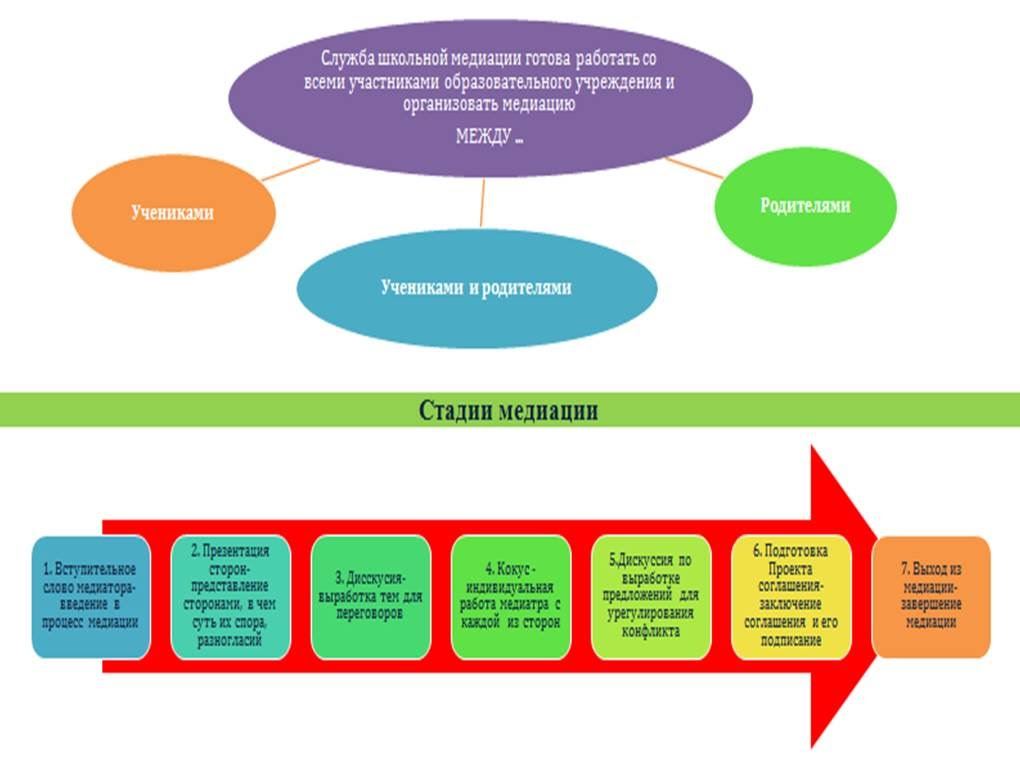 Служба школьной медиации готова работать со
всеми участниками образовательного учреждения и
организовать медиацию
МЕЖДУ ...
Учениками
Родителями
Учениками и родителями
Стадии медиации
1. Вступительное
слово медиатора-
введение в
процесс медиации
2. Презентация
сторон-
представление
сторонами, в чем
суть их спора,
разногласий
3. Дисскусия-
выработка тем для
переговоров
4. Кокус -
индивидуальная
работа медиатра с
каждой из сторон
5.Дискуссия по
выработке
предложений для
урегулирования
конфликта
6. Подготовка
Проекта
соглашения-
заключение
соглашения и его
подписание
7. Выход из
медиации-
завершение
медиации